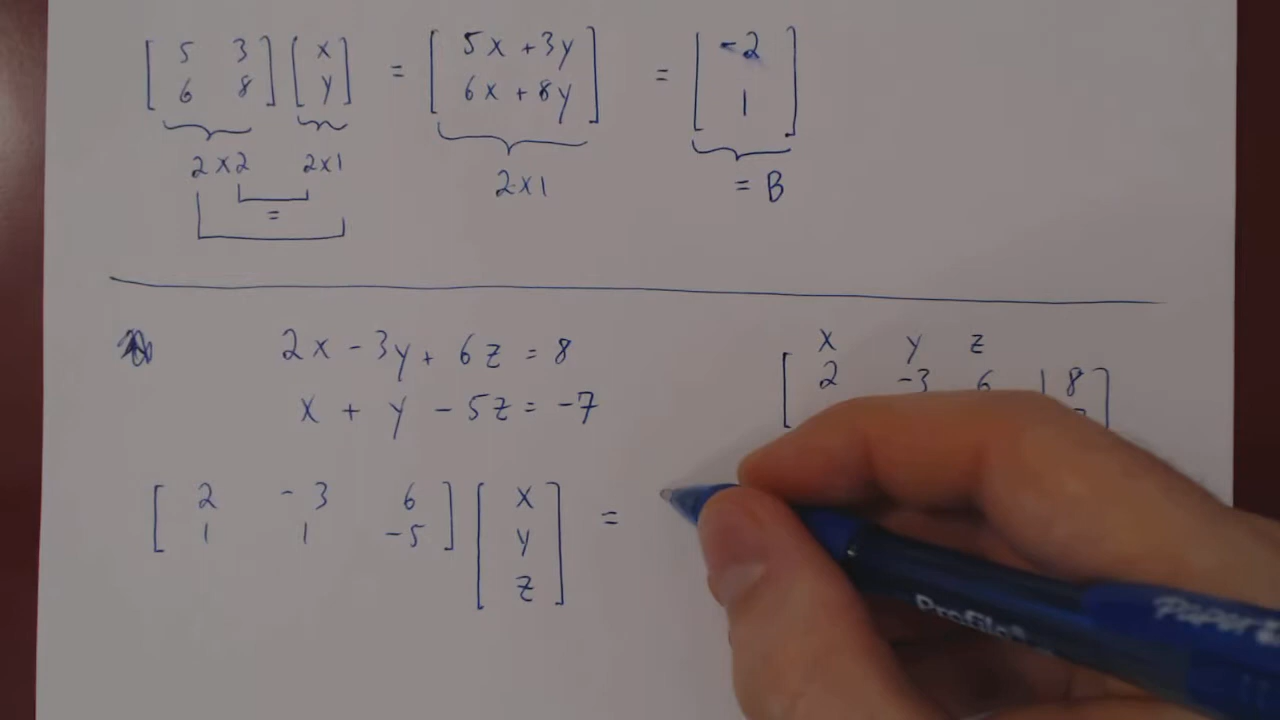 [ 5 3 ] [ x ] = [ 5x + 3y ] = [ -2 ]
[ 6 8 ] [ y ] [ 6x + 8y ] [ 1 ]
2x2 2x1 2x1 = B
=
2x - 3y + 6z = 8
x + y - 5z = -7
x y z
[ 2 -3 6 | 8 ]
[ 2 -3 6 ] [ x ] =
[ 1 1 -5 ] [ y ]
[ z ]
Profile